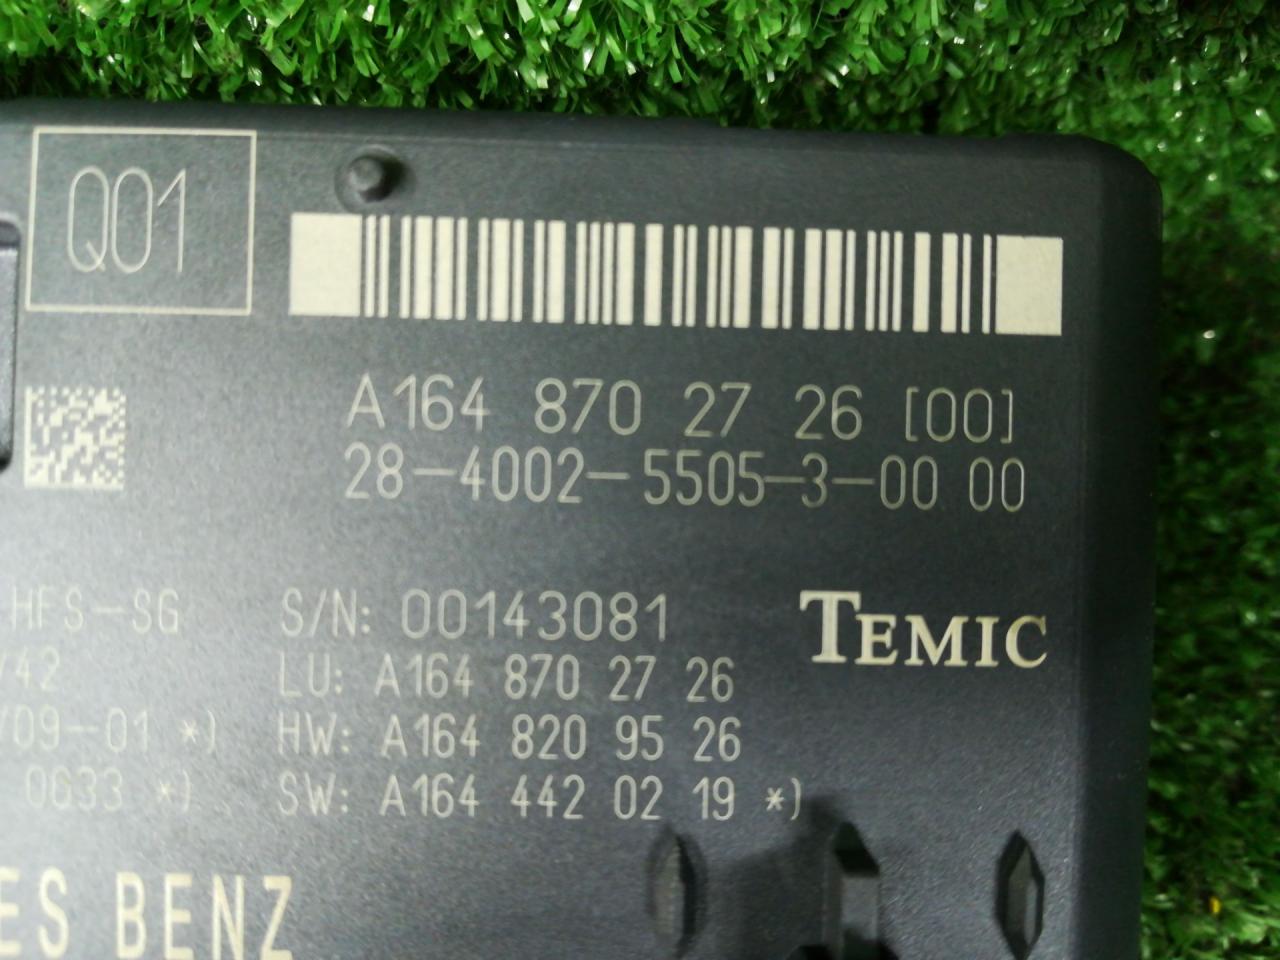 Q01
A164 870 27 26 [00]
28-4002-5505-3-00 00
HFS-SG S/N: 00143081
TEMIC
/42 LU: A164 870 27 26
/09-01 *) HW: A164 820 95 26
0633 *) SW: A164 442 02 19 *)
ES BENZ